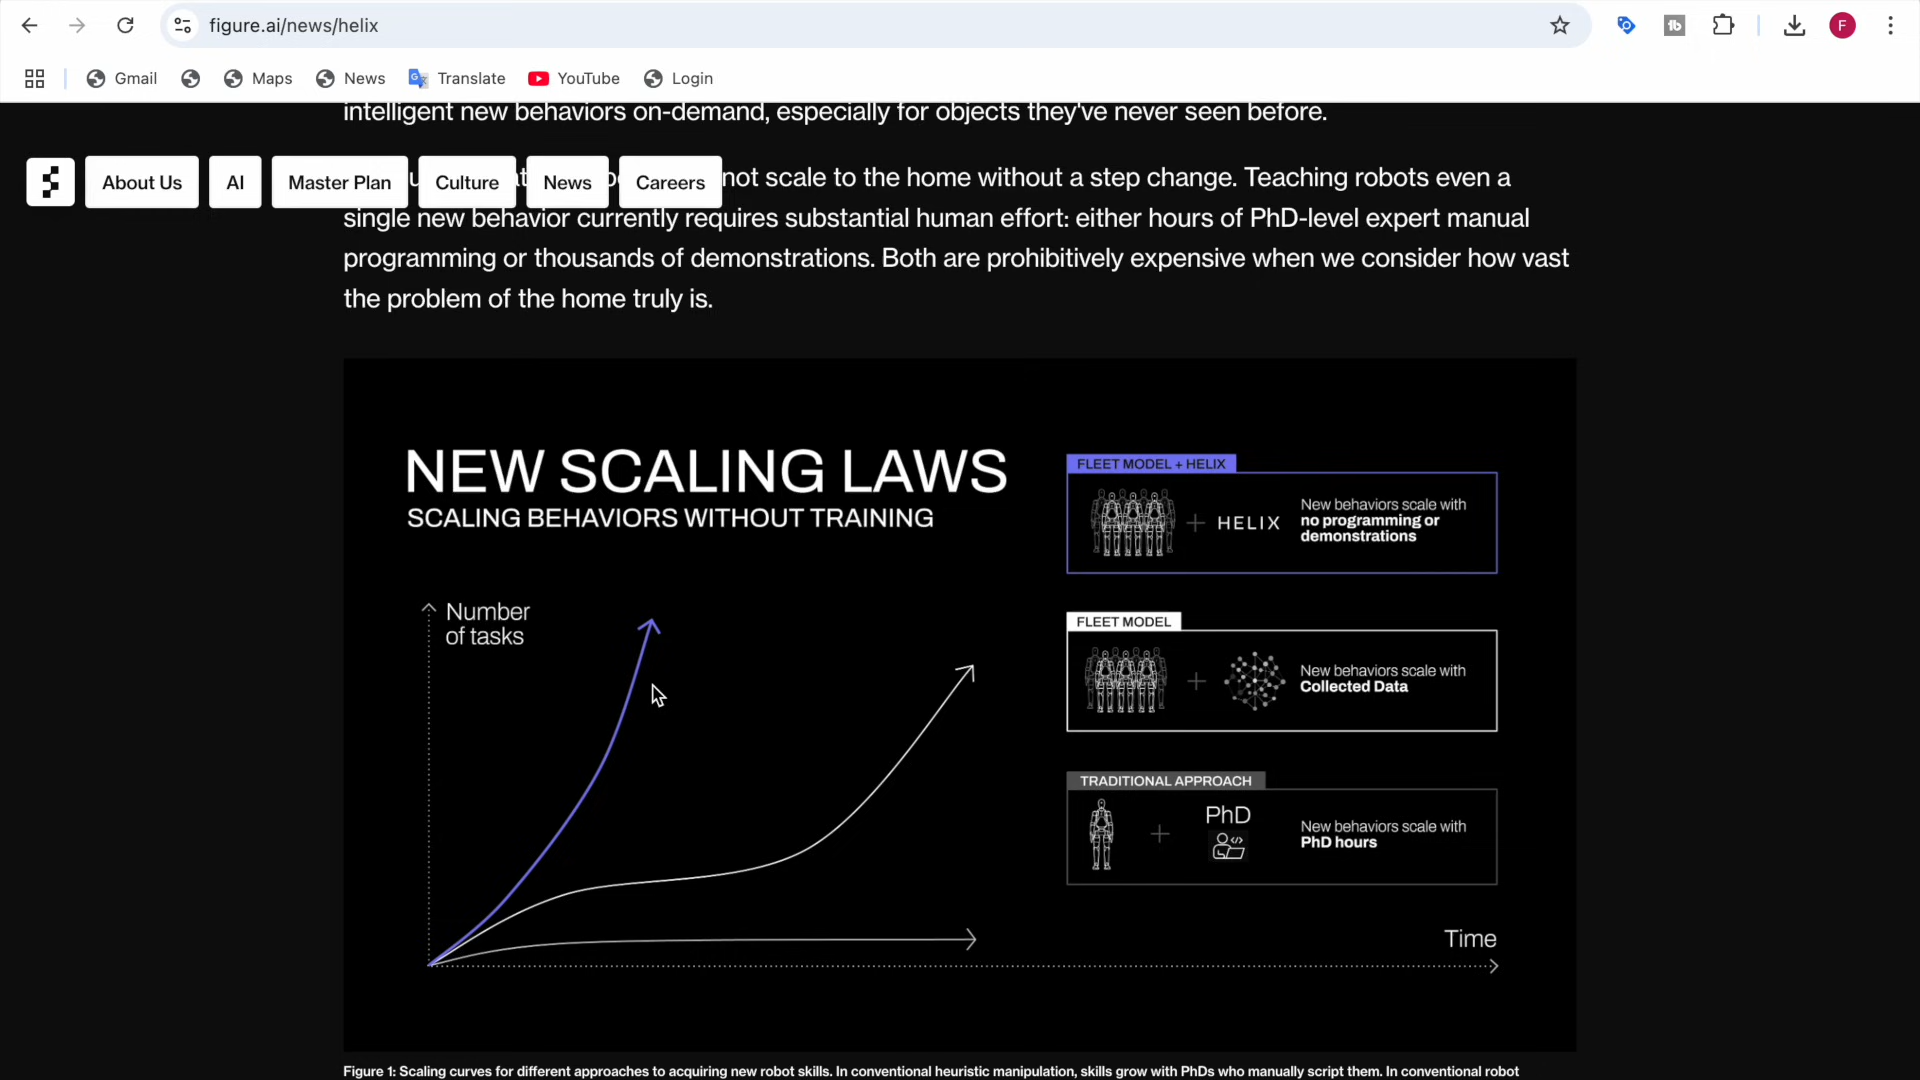 figure.ai/news/helix
F
Gmail
Maps
News
Translate
YouTube
Login
intelligent new behaviors on-demand, especially for objects they've never seen before.
About Us
AI
Master Plan
Culture
News
Careers
not scale to the home without a step change. Teaching robots even a
single new behavior currently requires substantial human effort: either hours of PhD-level expert manual
programming or thousands of demonstrations. Both are prohibitively expensive when we consider how vast
the problem of the home truly is.
NEW SCALING LAWS
SCALING BEHAVIORS WITHOUT TRAINING
Number
of tasks
Time
FLEET MODEL + HELIX
HELIX
New behaviors scale with
no programming or
demonstrations
FLEET MODEL
New behaviors scale with
Collected Data
TRADITIONAL APPROACH
PhD
New behaviors scale with
PhD hours
Figure 1: Scaling curves for different approaches to acquiring new robot skills. In conventional heuristic manipulation, skills grow with PhDs who manually script them. In conventional robot